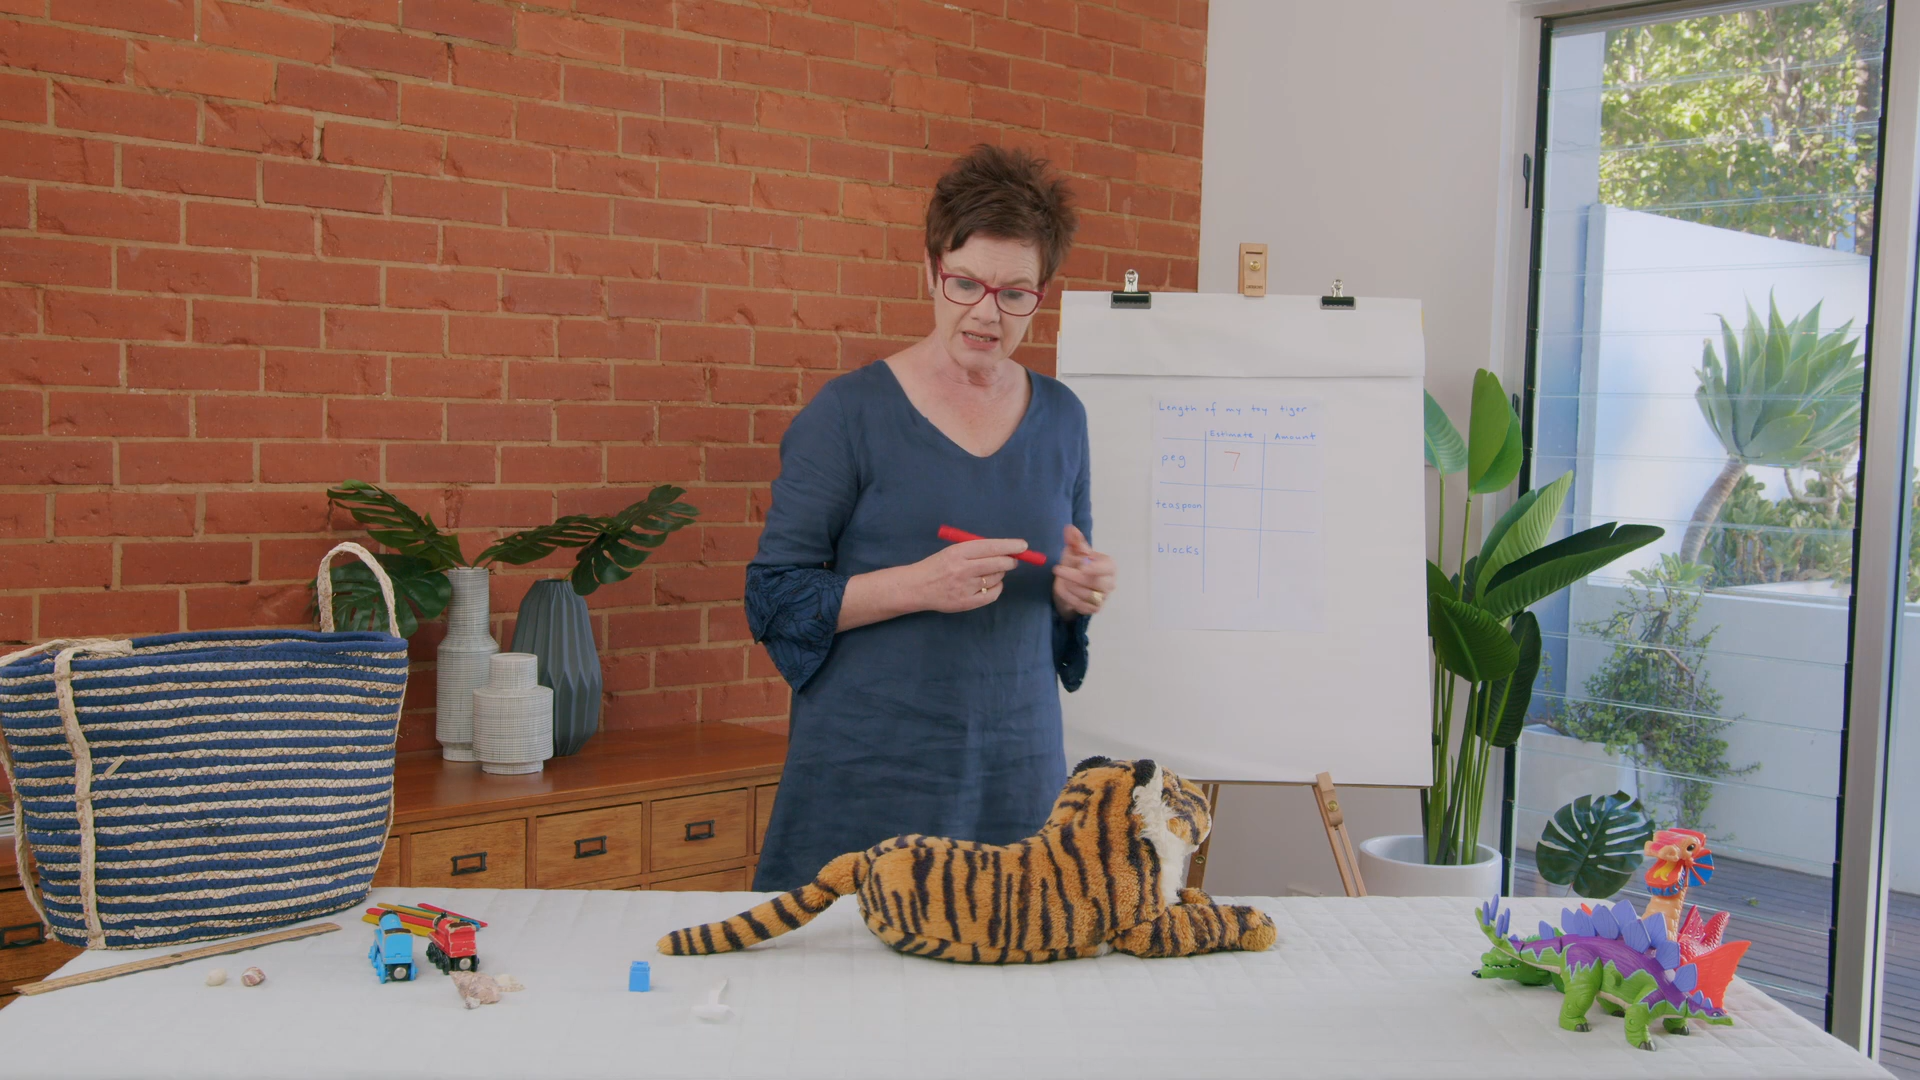 Length of my toy tiger
Estimate Amount
peg 7
teaspoon
blocks